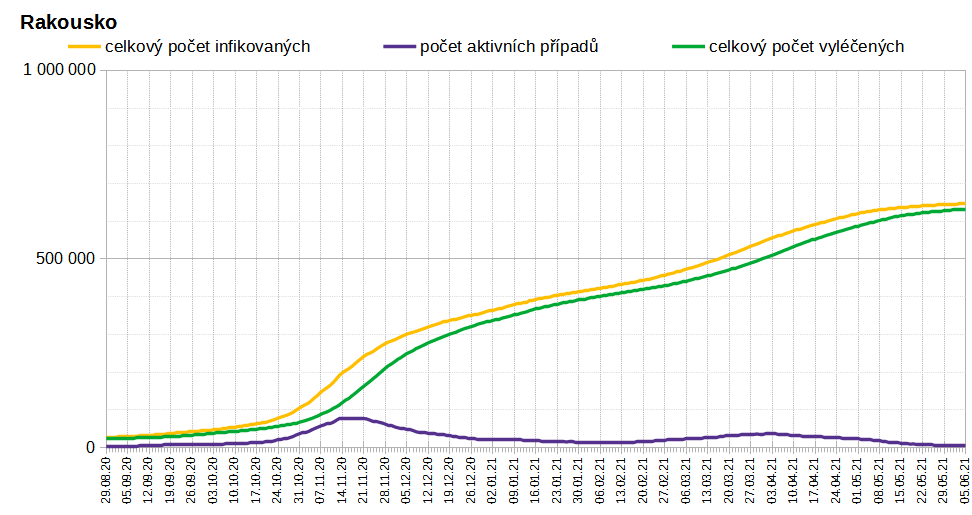 Rakousko
celkový počet infikovaných počet aktivních případů celkový počet vyléčených
1 000 000
500 000
0
29.08.20 05.09.20 12.09.20 19.09.20 26.09.20 03.10.20 10.10.20 17.10.20 24.10.20 31.10.20 07.11.20 14.11.20 21.11.20 28.11.20 05.12.20 12.12.20 19.12.20 26.12.20 02.01.21 09.01.21 16.01.21 23.01.21 30.01.21 06.02.21 13.02.21 20.02.21 27.02.21 06.03.21 13.03.21 20.03.21 27.03.21 03.04.21 10.04.21 17.04.21 24.04.21 01.05.21 08.05.21 15.05.21 22.05.21 29.05.21 05.06.21